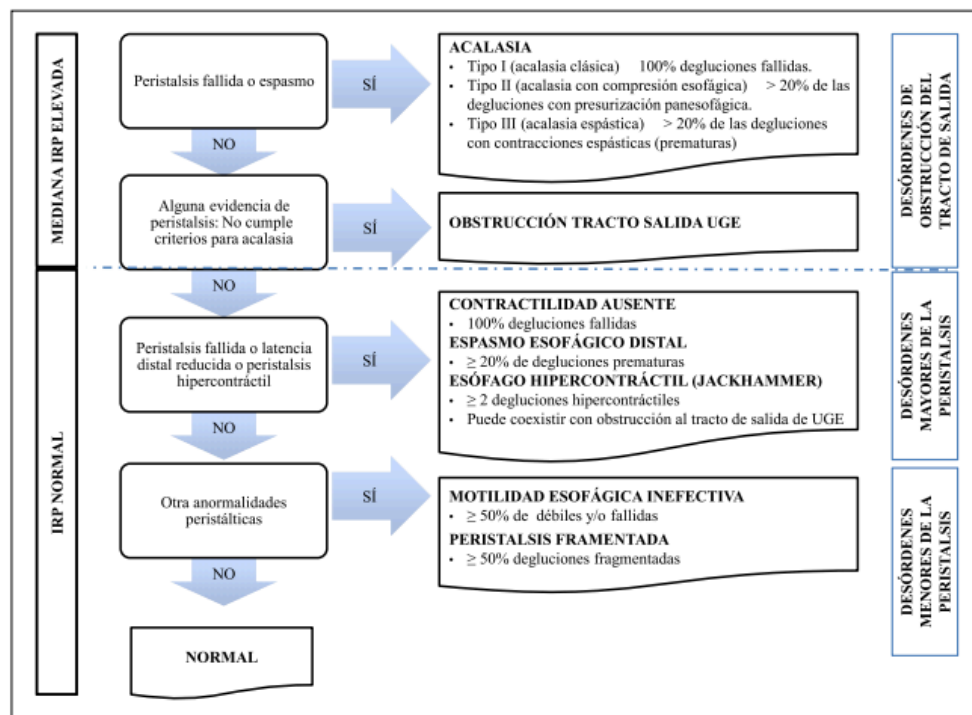 MEDIANA IRP ELEVADA
Peristalsis fallida o espasmo
SÍ
ACALASIA
• Tipo I (acalasia clásica) 100% degluciones fallidas.
• Tipo II (acalasia con compresión esofágica) > 20% de las
degluciones con presurización panesofágica.
• Tipo III (acalasia espástica) > 20% de las degluciones
con contracciones espásticas (prematuras)
DESÓRDENES DE
OBSTRUCCIÓN DEL
TRACTO DE SALIDA
NO
Alguna evidencia de
peristalsis: No cumple
criterios para acalasia
SÍ
OBSTRUCCIÓN TRACTO SALIDA UGE
IRP NORMAL
NO
Peristalsis fallida o latencia
distal reducida o peristalsis
hipercontráctil
SÍ
CONTRACTILIDAD AUSENTE
• 100% degluciones fallidas
ESPASMO ESOFÁGICO DISTAL
• ≥ 20% de degluciones prematuras
ESÓFAGO HIPERCONTRÁCTIL (JACKHAMMER)
• ≥ 2 degluciones hipercontráctiles
• Puede coexistir con obstrucción al tracto de salida de UGE
DESÓRDENES
MAYORES DE LA
PERISTALSIS
NO
Otra anormalidades
peristálticas
SÍ
MOTILIDAD ESOFÁGICA INEFECTIVA
• ≥ 50% de débiles y/o fallidas
PERISTALSIS FRAMENTADA
• ≥ 50% degluciones fragmentadas
DESÓRDENES
MENORES DE LA
PERISTALSIS
NO
NORMAL